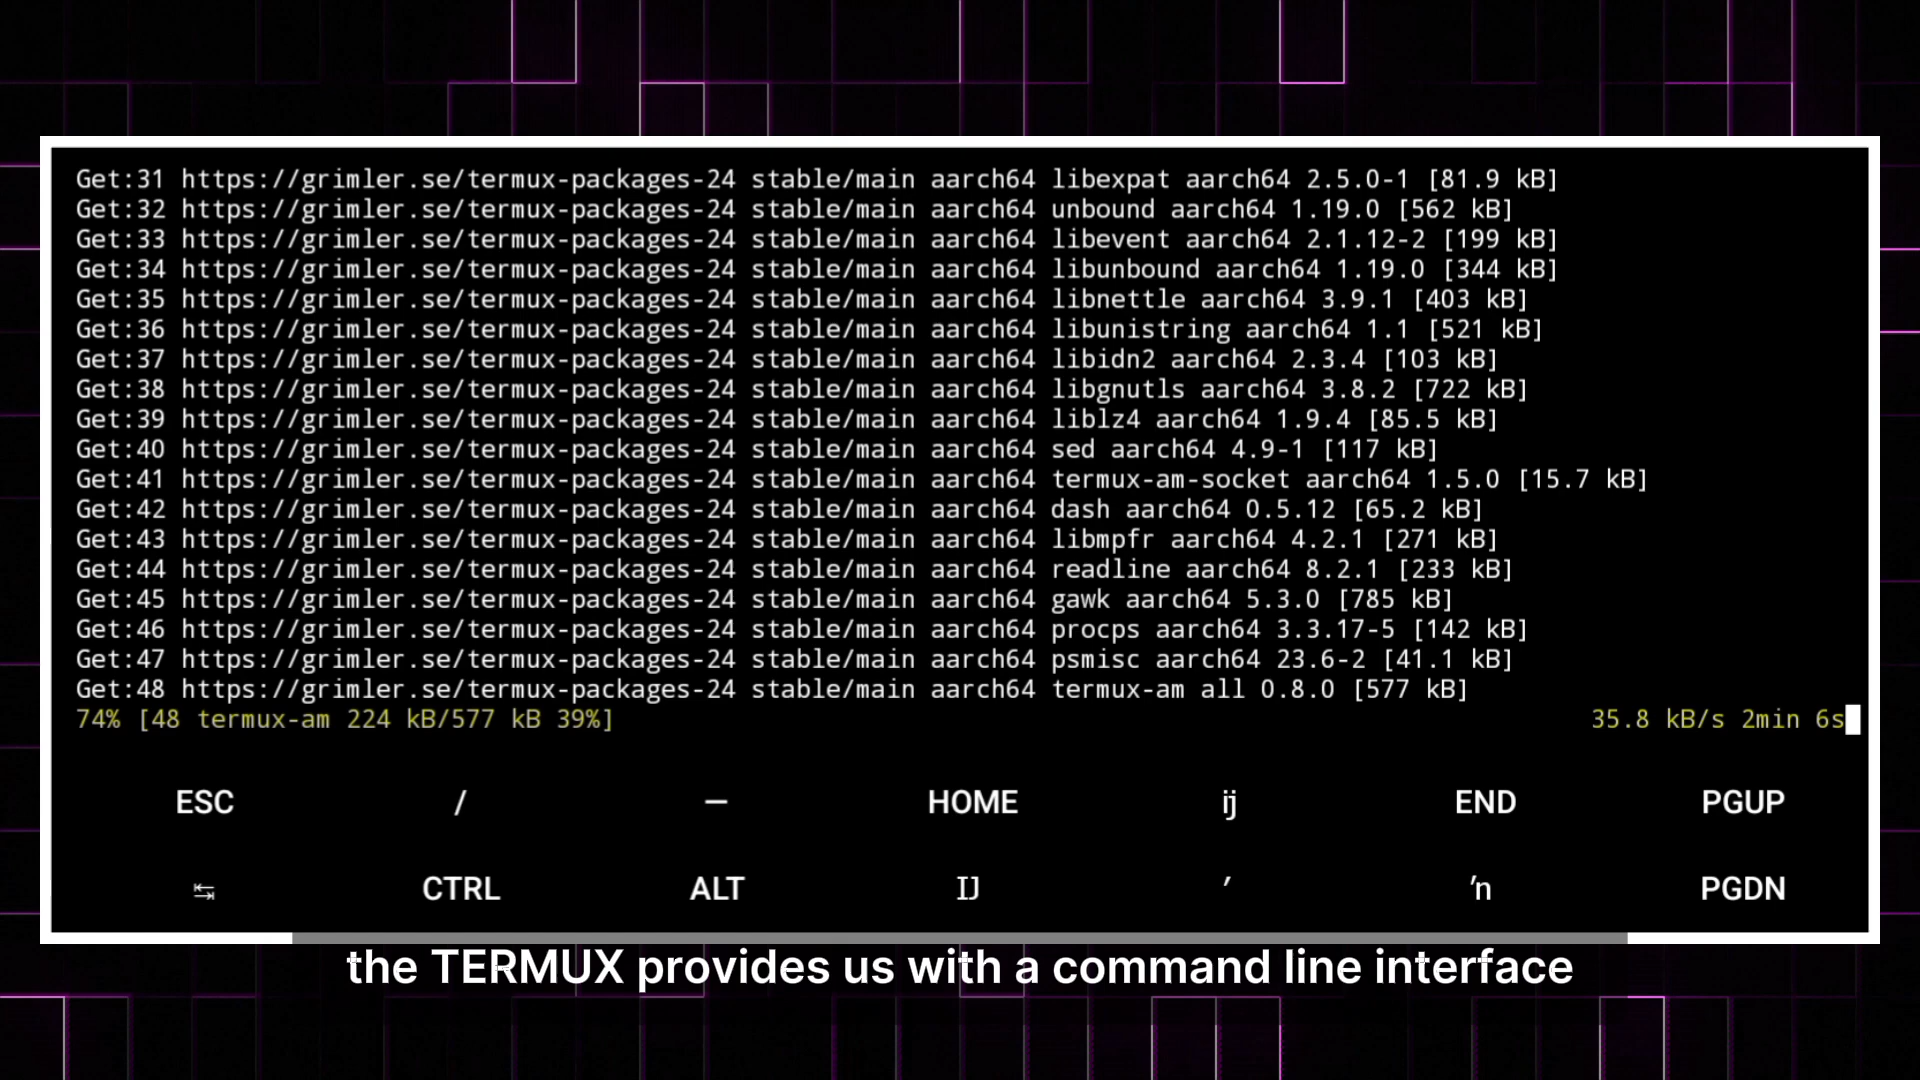 Get:31 https://grimler.se/termux-packages-24 stable/main aarch64 libexpat aarch64 2.5.0-1 [81.9 kB]
Get:32 https://grimler.se/termux-packages-24 stable/main aarch64 unbound aarch64 1.19.0 [562 kB]
Get:33 https://grimler.se/termux-packages-24 stable/main aarch64 libevent aarch64 2.1.12-2 [199 kB]
Get:34 https://grimler.se/termux-packages-24 stable/main aarch64 libunbound aarch64 1.19.0 [344 kB]
Get:35 https://grimler.se/termux-packages-24 stable/main aarch64 libnettle aarch64 3.9.1 [403 kB]
Get:36 https://grimler.se/termux-packages-24 stable/main aarch64 libunistring aarch64 1.1 [521 kB]
Get:37 https://grimler.se/termux-packages-24 stable/main aarch64 libidn2 aarch64 2.3.4 [103 kB]
Get:38 https://grimler.se/termux-packages-24 stable/main aarch64 libgnutls aarch64 3.8.2 [722 kB]
Get:39 https://grimler.se/termux-packages-24 stable/main aarch64 liblz4 aarch64 1.9.4 [85.5 kB]
Get:40 https://grimler.se/termux-packages-24 stable/main aarch64 sed aarch64 4.9-1 [117 kB]
Get:41 https://grimler.se/termux-packages-24 stable/main aarch64 termux-am-socket aarch64 1.5.0 [15.7 kB]
Get:42 https://grimler.se/termux-packages-24 stable/main aarch64 dash aarch64 0.5.12 [65.2 kB]
Get:43 https://grimler.se/termux-packages-24 stable/main aarch64 libmpfr aarch64 4.2.1 [271 kB]
Get:44 https://grimler.se/termux-packages-24 stable/main aarch64 readline aarch64 8.2.1 [233 kB]
Get:45 https://grimler.se/termux-packages-24 stable/main aarch64 gawk aarch64 5.3.0 [785 kB]
Get:46 https://grimler.se/termux-packages-24 stable/main aarch64 procps aarch64 3.3.17-5 [142 kB]
Get:47 https://grimler.se/termux-packages-24 stable/main aarch64 psmisc aarch64 23.6-2 [41.1 kB]
Get:48 https://grimler.se/termux-packages-24 stable/main aarch64 termux-am all 0.8.0 [577 kB]
74% [48 termux-am 224 kB/577 kB 39%] 35.8 kB/s 2min 6s
ESC / — HOME ĳ END PGUP
↹ CTRL ALT Ĳ ′ ŉ PGDN
the TERMUX provides us with a command line interface